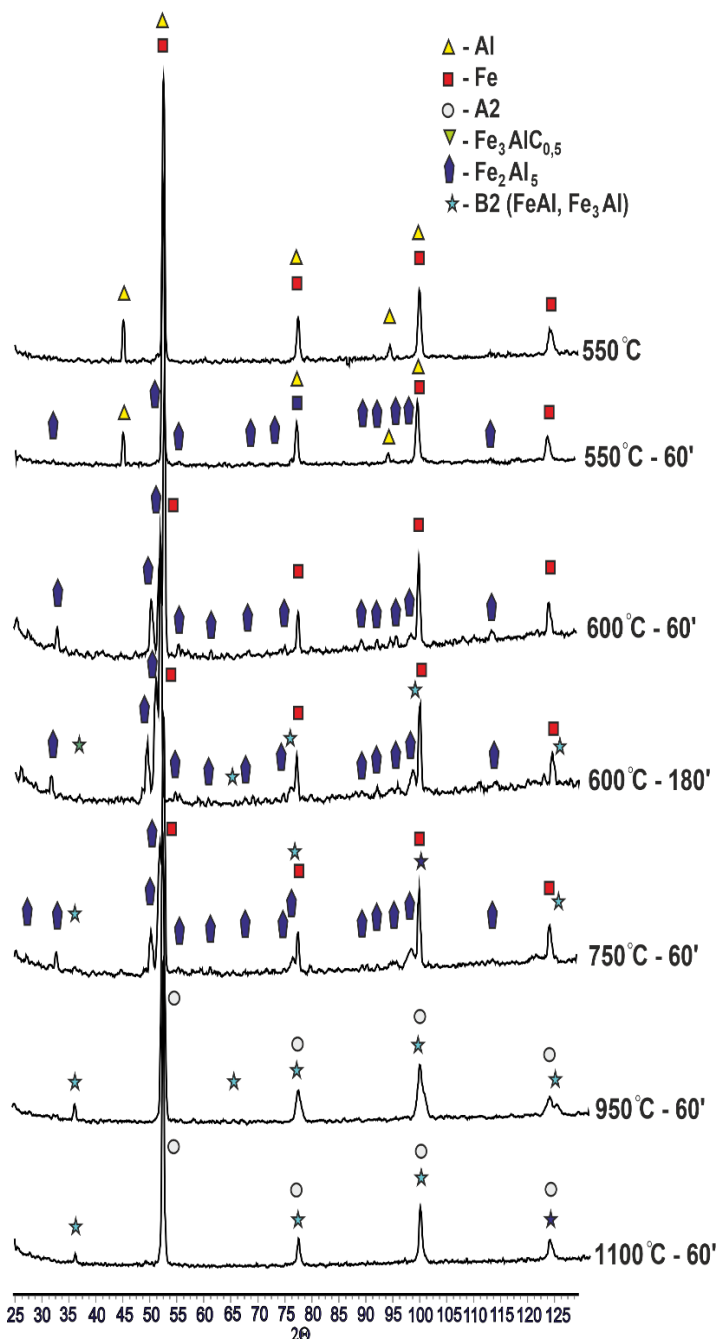 - Al
- Fe
- A2
- Fe₃AlC₀,₅
- Fe₂Al₅
- B2 (FeAl, Fe₃Al)
550°C
550°C - 60'
600°C - 60'
600°C - 180'
750°C - 60'
950°C - 60'
1100°C - 60'
25 30 35 40 45 50 55 60 65 70 75 80 85 90 95 100 105 110 115 120 125
2Θ